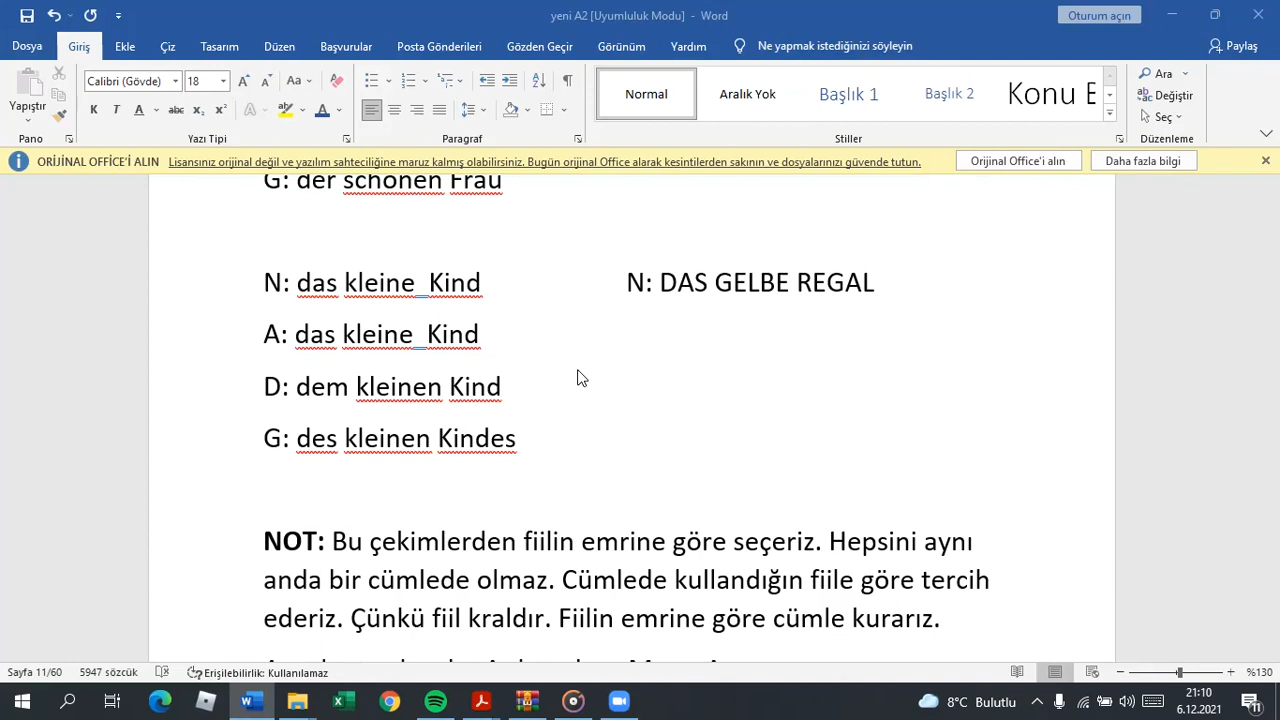 yeni A2 [Uyumluluk Modu] - Word
Oturum açın
Dosya Giriş Ekle Çiz Tasarım Düzen Başvurular Posta Gönderileri Gözden Geçir Görünüm Yardım Ne yapmak istediğinizi söyleyin Paylaş
Yapıştır
Calibri (Gövde) 18
Normal Aralık Yok Başlık 1 Başlık 2 Konu B
Ara
Değiştir
Seç
Pano Yazı Tipi Paragraf Stiller Düzenleme
ORİJİNAL OFFICE'İ ALIN Lisansınız orijinal değil ve yazılım sahteciliğine maruz kalmış olabilirsiniz. Bugün orijinal Office alarak kesintilerden sakının ve dosyalarınızı güvende tutun. Orijinal Office'i alın Daha fazla bilgi
G: der schönen Frau
N: das kleine Kind N: DAS GELBE REGAL
A: das kleine Kind
D: dem kleinen Kind
G: des kleinen Kindes
NOT: Bu çekimlerden fiilin emrine göre seçeriz. Hepsini aynı
anda bir cümlede olmaz. Cümlede kullandığın fiile göre tercih
ederiz. Çünkü fiil kraldır. Fiilin emrine göre cümle kurarız.
Sayfa 11/60 5947 sözcük Erişilebilirlik: Kullanılamaz %130
8°C Bulutlu
21:10
6.12.2021